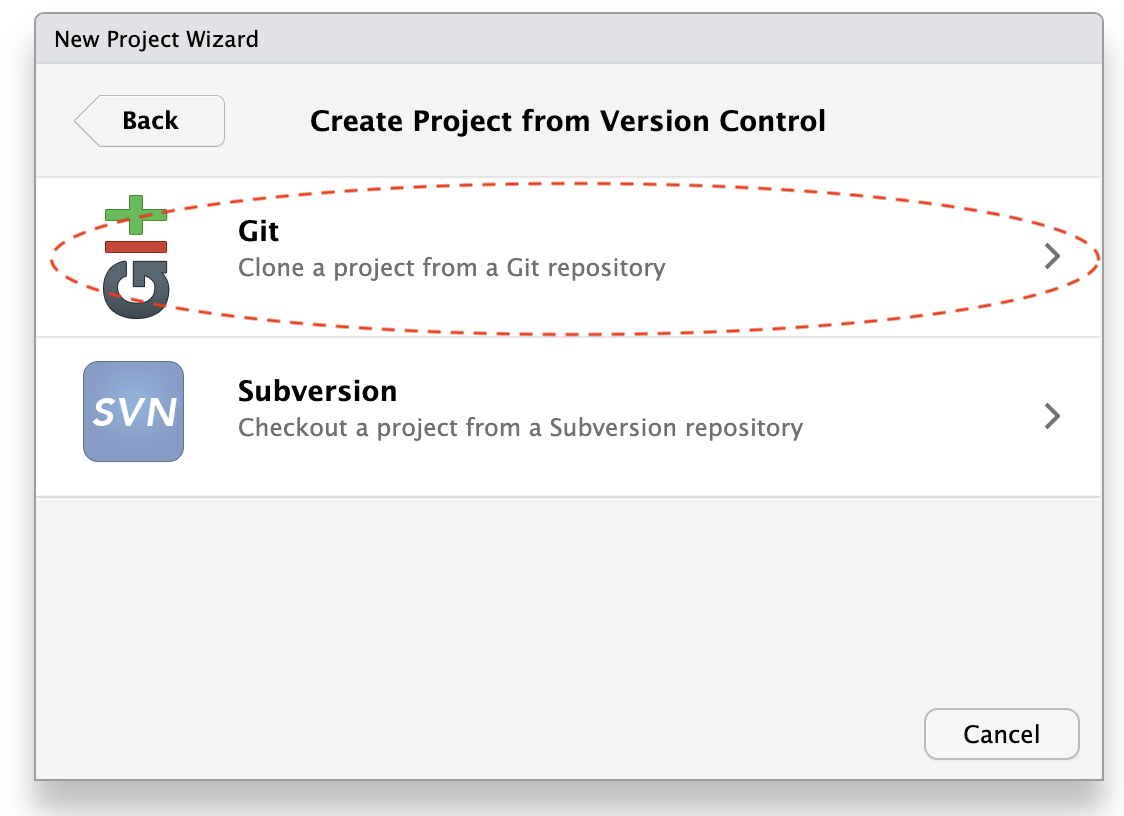 New Project Wizard
Back
Create Project from Version Control
git
Git
Clone a project from a Git repository
SVN
Subversion
Checkout a project from a Subversion repository
Cancel